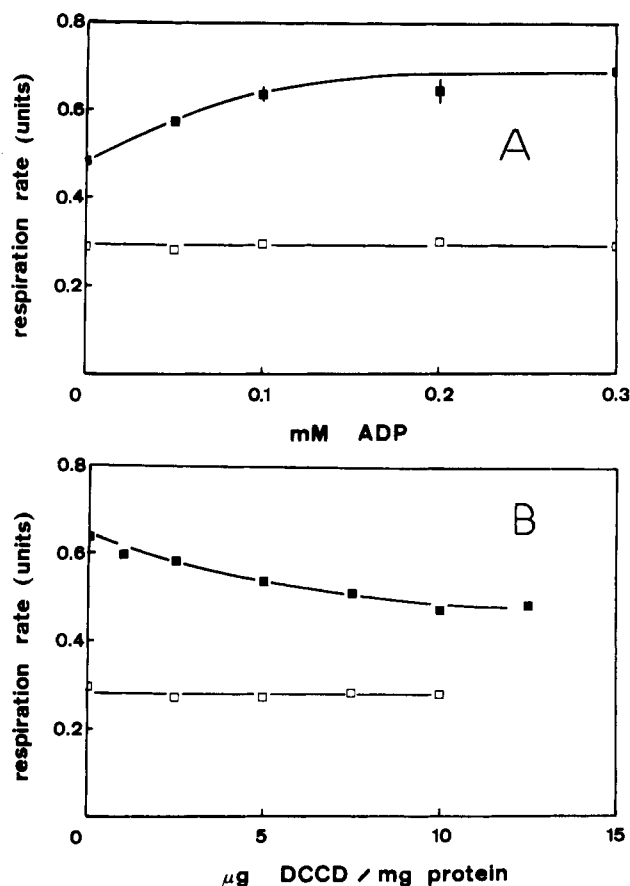 0.8
0.6
0.4
0.2
respiration rate (units)
A
0
0.1
0.2
0.3
mM ADP
0.8
0.6
0.4
0.2
respiration rate (units)
B
0
5
10
15
μg DCCD / mg protein